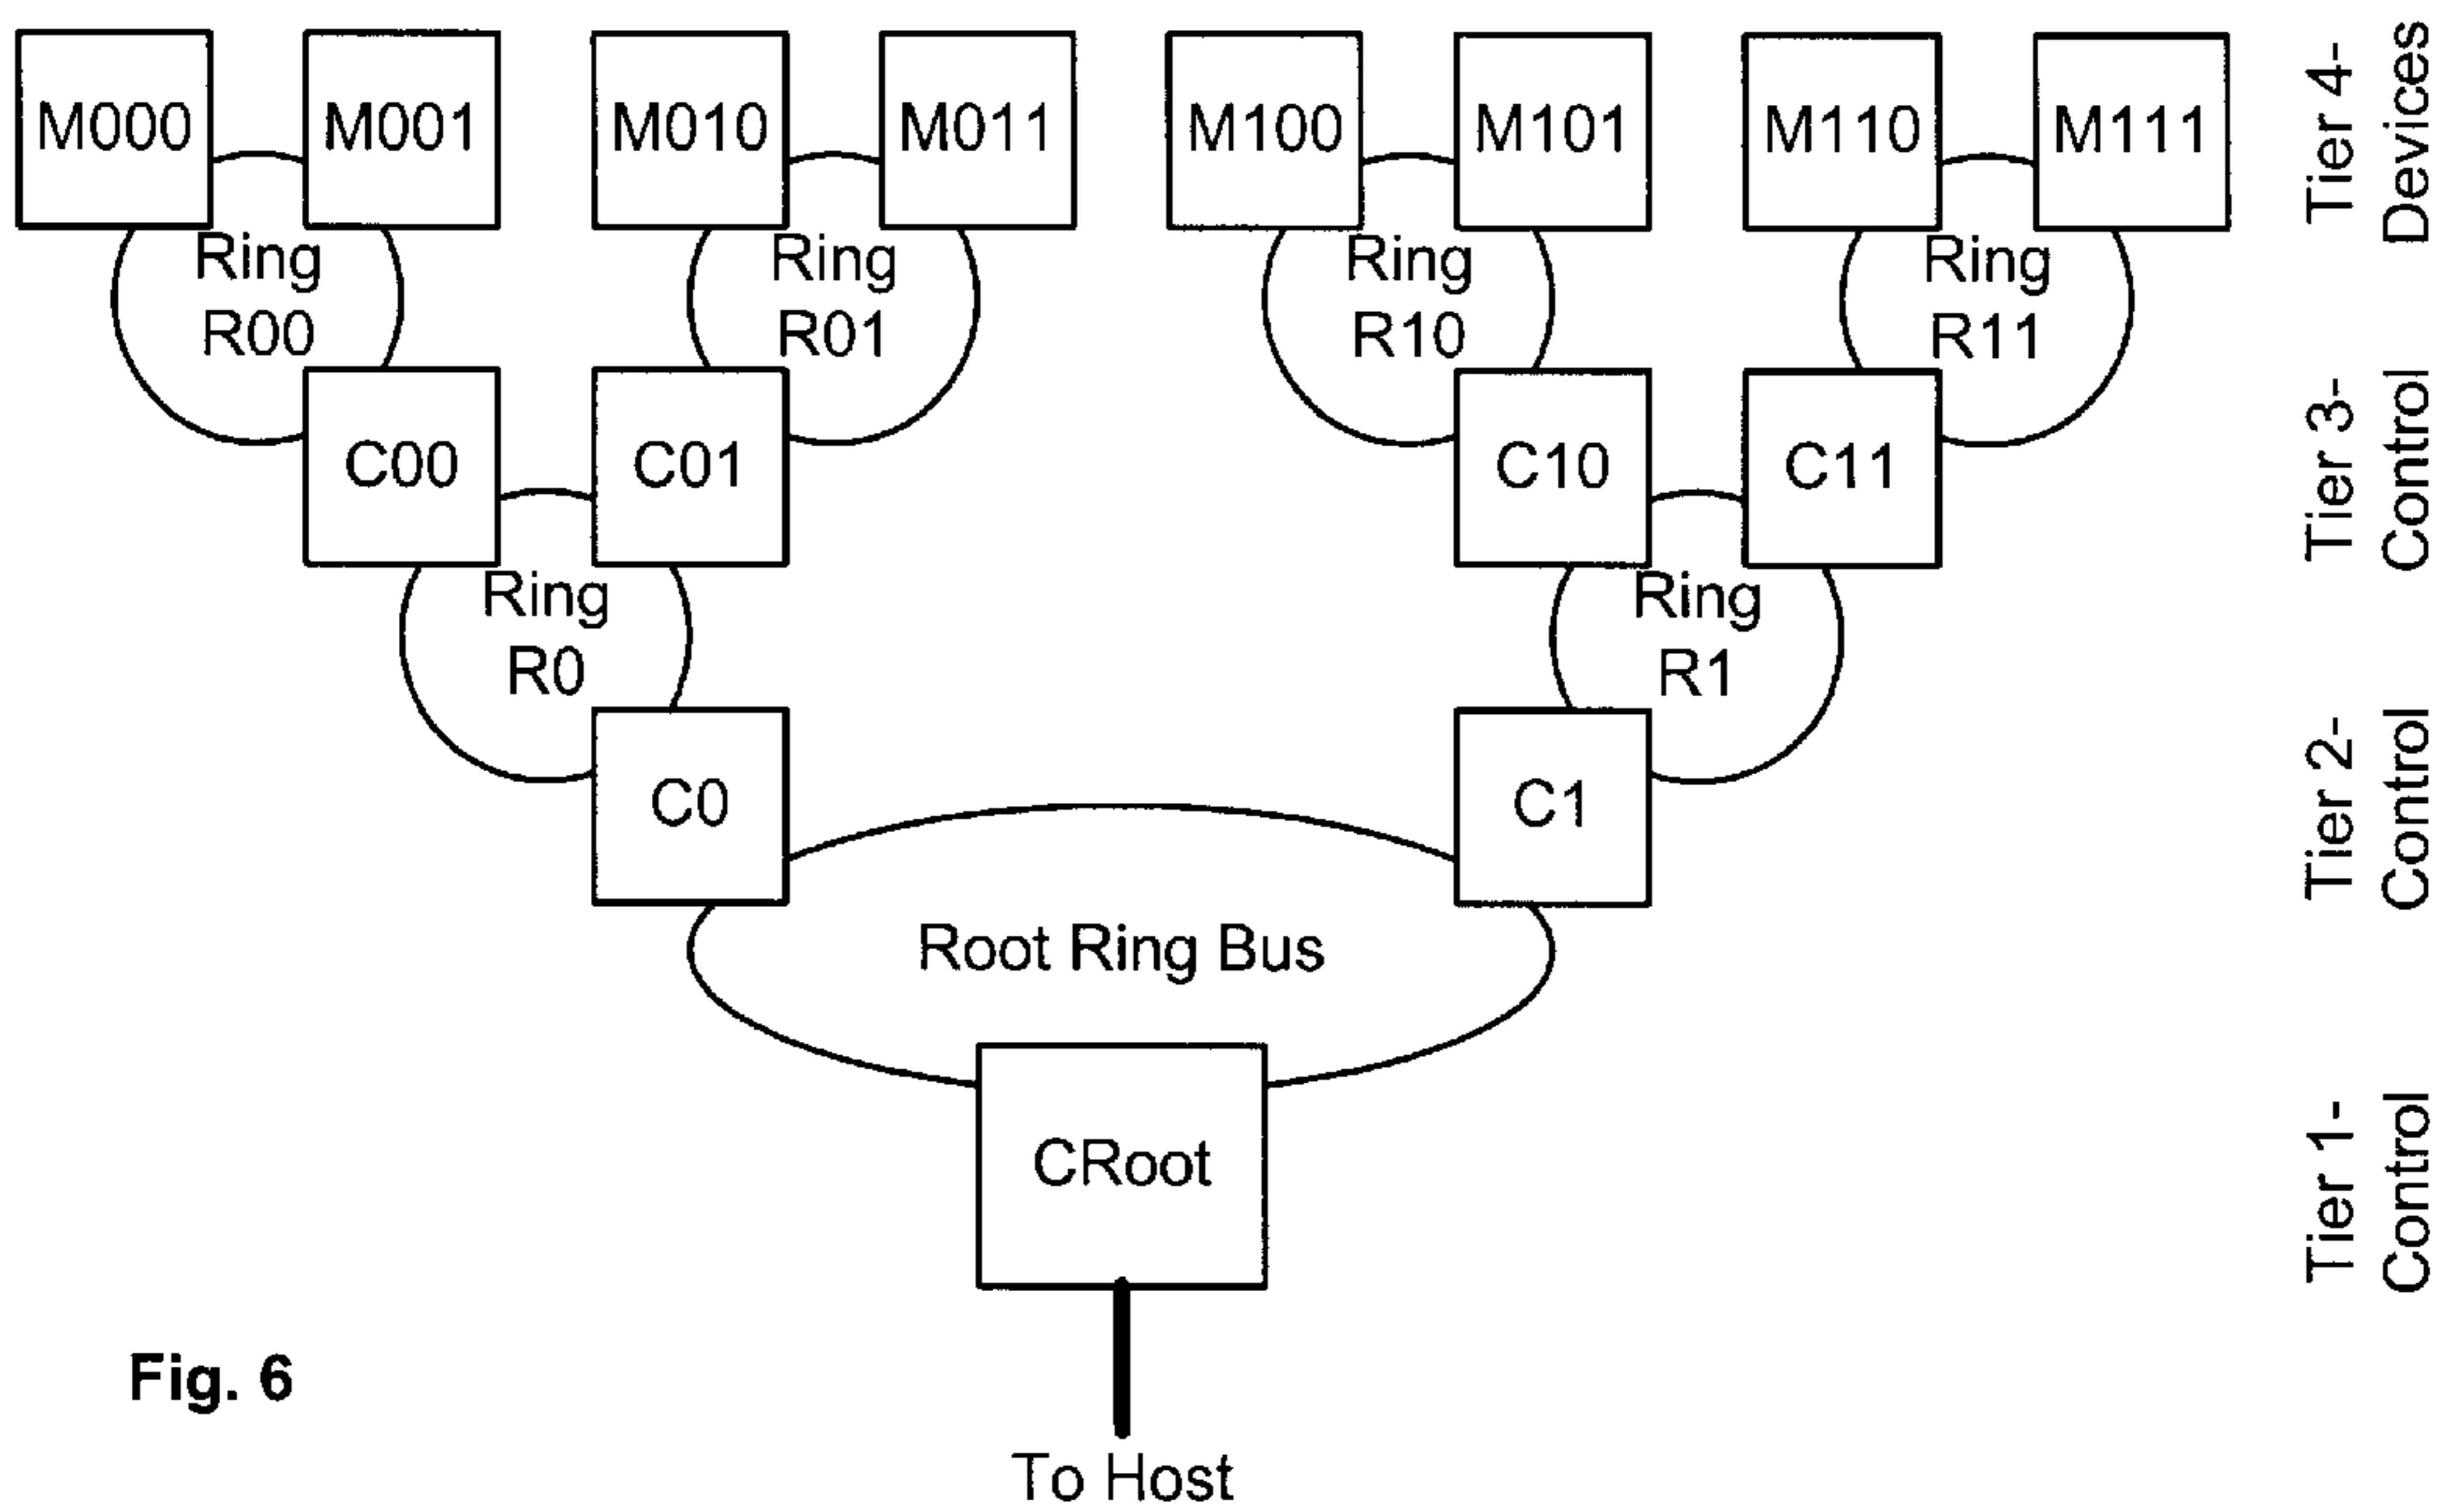 M000
M001
M010
M011
M100
M101
M110
M111
Tier 4-
Devices
Ring
R00
Ring
R01
Ring
R10
Ring
R11
C00
C01
C10
C11
Tier 3-
Control
Ring
R0
Ring
R1
C0
C1
Tier 2-
Control
Root Ring Bus
CRoot
Tier 1-
Control
Fig. 6
To Host